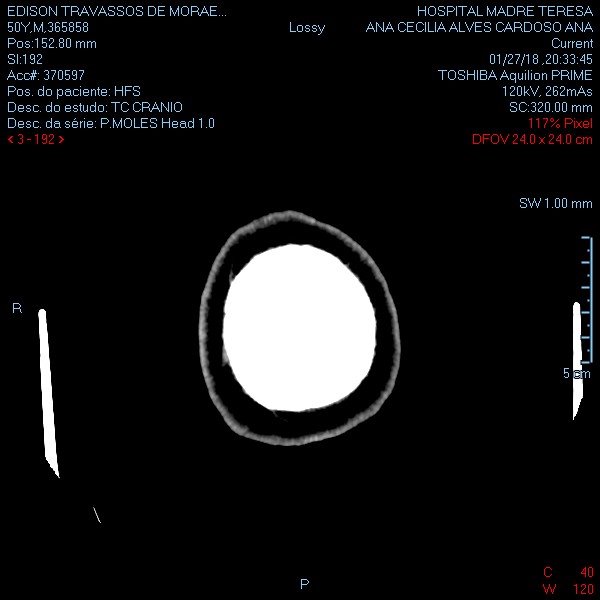 EDISON TRAVASSOS DE MORAE...
50Y,M,365858
Pos:152.80 mm
SI:192
Acc#: 370597
Pos. do paciente: HFS
Desc. do estudo: TC CRANIO
Desc. da série: P.MOLES Head 1.0
< 3 - 192 >
Lossy
HOSPITAL MADRE TERESA
ANA CECILIA ALVES CARDOSO ANA
Current
01/27/18 ,20:33:45
TOSHIBA Aquilion PRIME
120kV, 262mAs
SC:320.00 mm
117% Pixel
DFOV 24.0 x 24.0 cm
SW 1.00 mm
R
5 cm
P
C 40
W 120